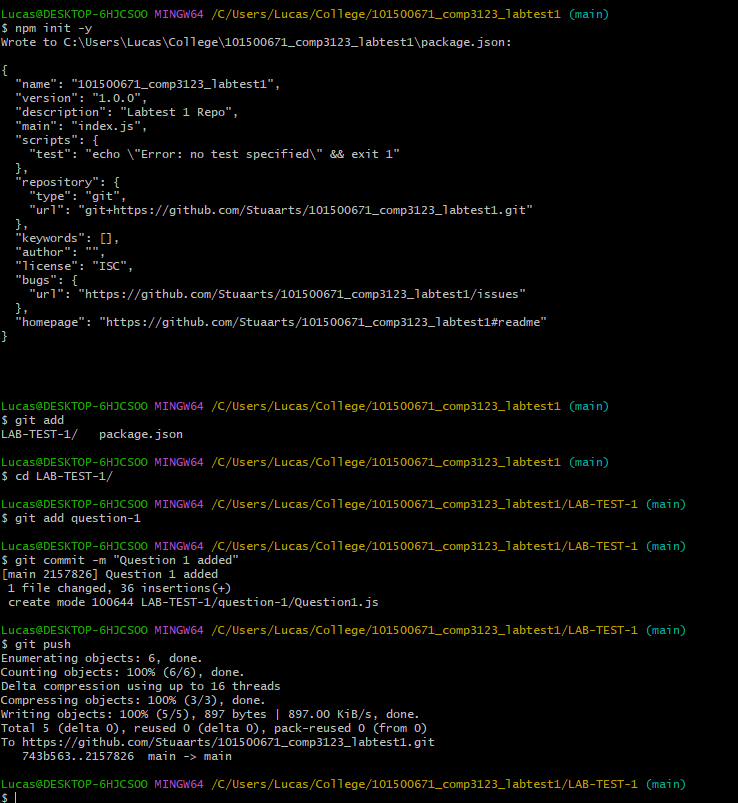 Lucas@DESKTOP-6HJCSOO MINGW64 /C/Users/Lucas/College/101500671_comp3123_labtest1 (main)
$ npm init -y
Wrote to C:\Users\Lucas\College\101500671_comp3123_labtest1\package.json:

{
  "name": "101500671_comp3123_labtest1",
  "version": "1.0.0",
  "description": "Labtest 1 Repo",
  "main": "index.js",
  "scripts": {
    "test": "echo \"Error: no test specified\" && exit 1"
  },
  "repository": {
    "type": "git",
    "url": "git+https://github.com/Stuaarts/101500671_comp3123_labtest1.git"
  },
  "keywords": [],
  "author": "",
  "license": "ISC",
  "bugs": {
    "url": "https://github.com/Stuaarts/101500671_comp3123_labtest1/issues"
  },
  "homepage": "https://github.com/Stuaarts/101500671_comp3123_labtest1#readme"
}

Lucas@DESKTOP-6HJCSOO MINGW64 /C/Users/Lucas/College/101500671_comp3123_labtest1 (main)
$ git add
LAB-TEST-1/   package.json

Lucas@DESKTOP-6HJCSOO MINGW64 /C/Users/Lucas/College/101500671_comp3123_labtest1 (main)
$ cd LAB-TEST-1/

Lucas@DESKTOP-6HJCSOO MINGW64 /C/Users/Lucas/College/101500671_comp3123_labtest1/LAB-TEST-1 (main)
$ git add question-1

Lucas@DESKTOP-6HJCSOO MINGW64 /C/Users/Lucas/College/101500671_comp3123_labtest1/LAB-TEST-1 (main)
$ git commit -m "Question 1 added"
[main 2157826] Question 1 added
 1 file changed, 36 insertions(+)
 create mode 100644 LAB-TEST-1/question-1/Question1.js

Lucas@DESKTOP-6HJCSOO MINGW64 /C/Users/Lucas/College/101500671_comp3123_labtest1/LAB-TEST-1 (main)
$ git push
Enumerating objects: 6, done.
Counting objects: 100% (6/6), done.
Delta compression using up to 16 threads
Compressing objects: 100% (3/3), done.
Writing objects: 100% (5/5), 897 bytes | 897.00 KiB/s, done.
Total 5 (delta 0), reused 0 (delta 0), pack-reused 0 (from 0)
To https://github.com/Stuaarts/101500671_comp3123_labtest1.git
   743b563..2157826  main -> main

Lucas@DESKTOP-6HJCSOO MINGW64 /C/Users/Lucas/College/101500671_comp3123_labtest1/LAB-TEST-1 (main)
$